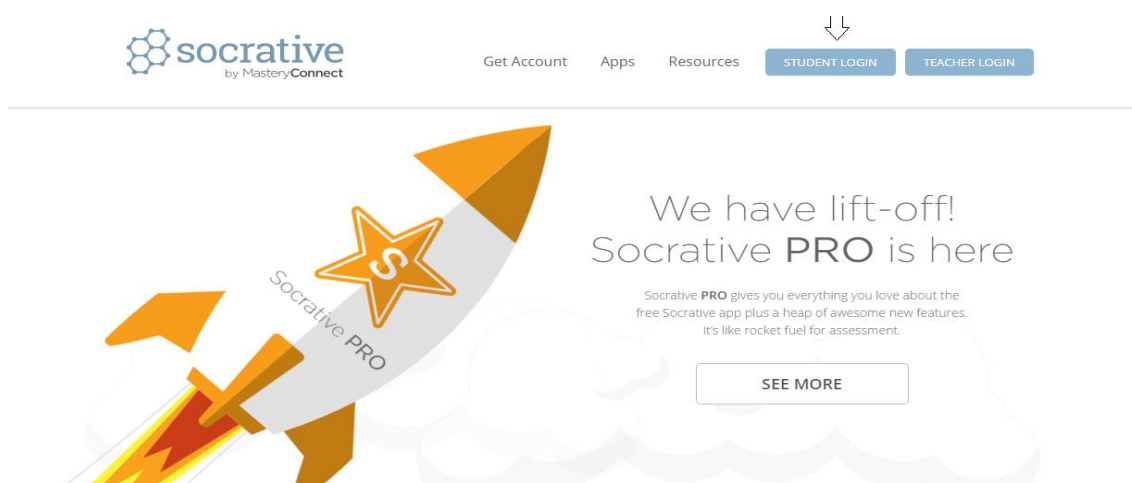 socrative
by MasteryConnect
Get Account Apps Resources STUDENT LOGIN TEACHER LOGIN
S
Socrative PRO
We have lift-off!
Socrative PRO is here
Socrative PRO gives you everything you love about the
free Socrative app plus a heap of awesome new features.
It's like rocket fuel for assessment.
SEE MORE